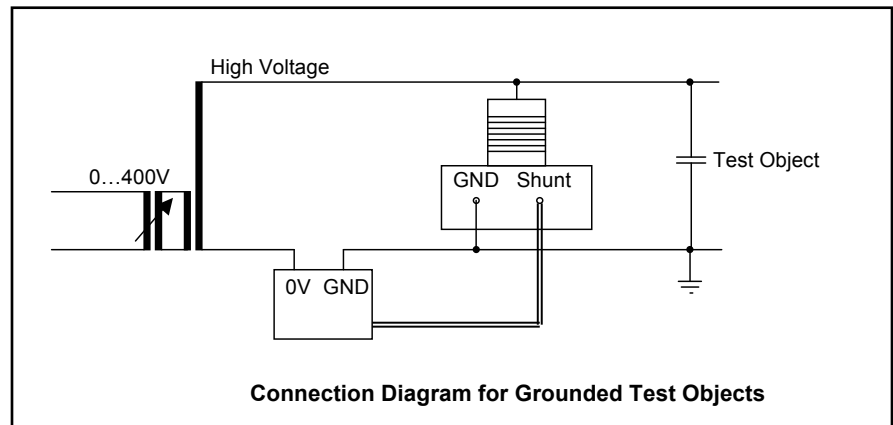 High Voltage
0…400V
GND Shunt
Test Object
0V GND
Connection Diagram for Grounded Test Objects